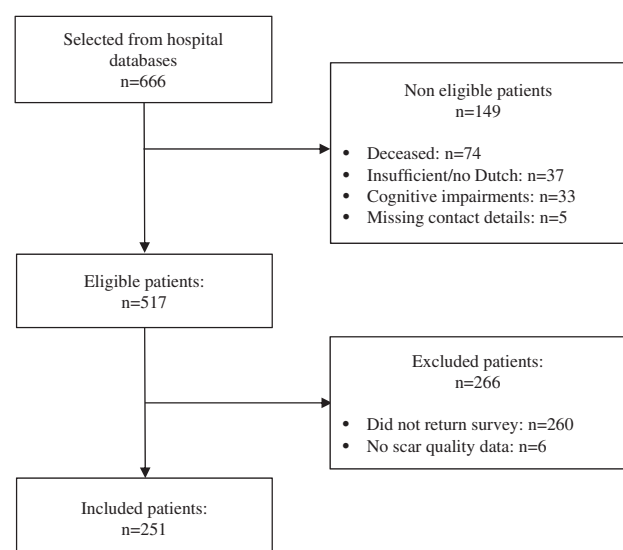 Selected from hospital
databases
n=666
Non eligible patients
n=149
• Deceased: n=74
• Insufficient/no Dutch: n=37
• Cognitive impairments: n=33
• Missing contact details: n=5
Eligible patients:
n=517
Excluded patients:
n=266
• Did not return survey: n=260
• No scar quality data: n=6
Included patients:
n=251